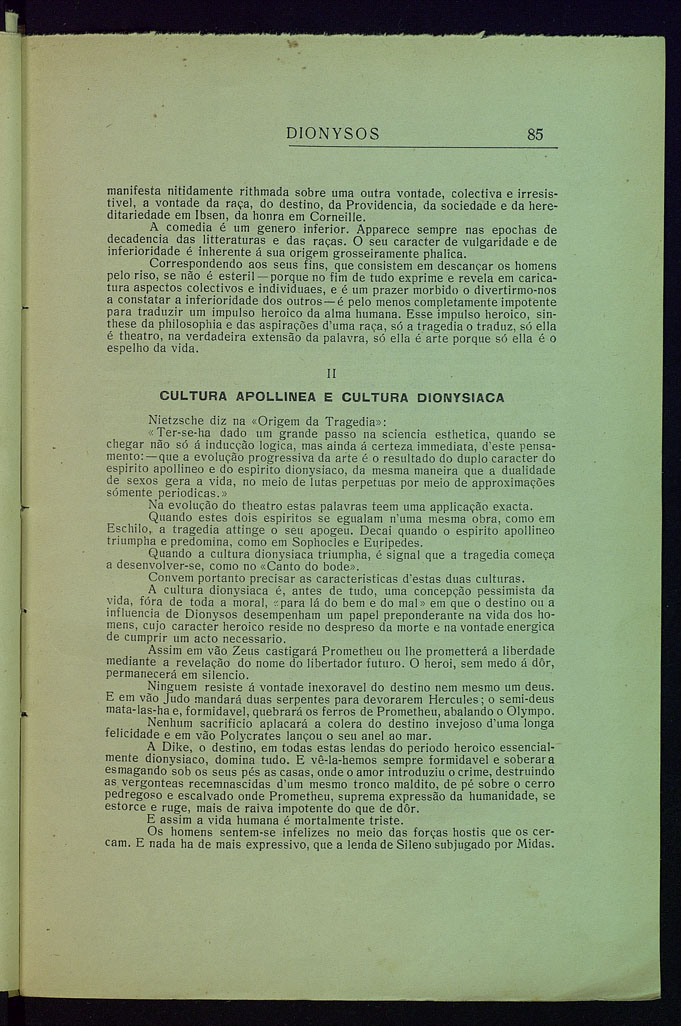 DIONYSOS 85
manifesta nitidamente rithmada sobre uma outra vontade, colectiva e irresis-
tivel, a vontade da raça, do destino, da Providencia, da sociedade e da here-
ditariedade em Ibsen, da honra em Corneille.
A comedia é um genero inferior. Apparece sempre nas epochas de
decadencia das litteraturas e das raças. O seu caracter de vulgaridade e de
inferioridade é inherente á sua origem grosseiramente phalica.
Correspondendo aos seus fins, que consistem em descançar os homens
pelo riso, se não é esteril—porque no fim de tudo exprime e revela em carica-
tura aspectos colectivos e individuaes, e é um prazer morbido o divertirmo-nos
a constatar a inferioridade dos outros—é pelo menos completamente impotente
para traduzir um impulso heroico da alma humana. Esse impulso heroico, sin-
these da philosophia e das aspirações d'uma raça, só a tragedia o traduz, só ella
é theatro, na verdadeira extensão da palavra, só ella é arte porque só ella é o
espelho da vida.
II
CULTURA APOLLINEA E CULTURA DIONYSIACA
Nietzsche diz na «Origem da Tragedia»:
«Ter-se-ha dado um grande passo na sciencia esthetica, quando se
chegar não só á inducção logica, mas ainda á certeza immediata, d'este pensa-
mento:—que a evolução progressiva da arte é o resultado do duplo caracter do
espirito apollineo e do espirito dionysiaco, da mesma maneira que a dualidade
de sexos gera a vida, no meio de lutas perpetuas por meio de approximações
sómente periodicas.»
Na evolução do theatro estas palavras teem uma applicação exacta.
Quando estes dois espiritos se egualam n'uma mesma obra, como em
Eschilo, a tragedia attinge o seu apogeu. Decai quando o espirito apollineo
triumpha e predomina, como em Sophocles e Euripedes.
Quando a cultura dionysiaca triumpha, é signal que a tragedia começa
a desenvolver-se, como no «Canto do bode».
Convem portanto precisar as caracteristicas d'estas duas culturas.
A cultura dionysiaca é, antes de tudo, uma concepção pessimista da
vida, fóra de toda a moral, «para lá do bem e do mal» em que o destino ou a
influencia de Dionysos desempenham um papel preponderante na vida dos ho-
mens, cujo caracter heroico reside no despreso da morte e na vontade energica
de cumprir um acto necessario.
Assim em vão Zeus castigará Prometheu ou lhe prometterá a liberdade
mediante a revelação do nome do libertador futuro. O heroi, sem medo á dôr,
permanecerá em silencio.
Ninguem resiste á vontade inexoravel do destino nem mesmo um deus.
E em vão Judo mandará duas serpentes para devorarem Hercules; o semi-deus
mata-las-ha e, formidavel, quebrará os ferros de Prometheu, abalando o Olympo.
Nenhum sacrificio aplacará a colera do destino invejoso d'uma longa
felicidade e em vão Polycrates lançou o seu anel ao mar.
A Dike, o destino, em todas estas lendas do periodo heroico essencial-
mente dionysiaco, domina tudo. E vê-la-hemos sempre formidavel e soberara
esmagando sob os seus pés as casas, onde o amor introduziu o crime, destruindo
as vergonteas recemnascidas d'um mesmo tronco maldito, de pé sobre o cerro
pedregoso e escalvado onde Prometheu, suprema expressão da humanidade, se
estorce e ruge, mais de raiva impotente do que de dôr.
E assim a vida humana é mortalmente triste.
Os homens sentem-se infelizes no meio das forças hostis que os cer-
cam. E nada ha de mais expressivo, que a lenda de Sileno subjugado por Midas.